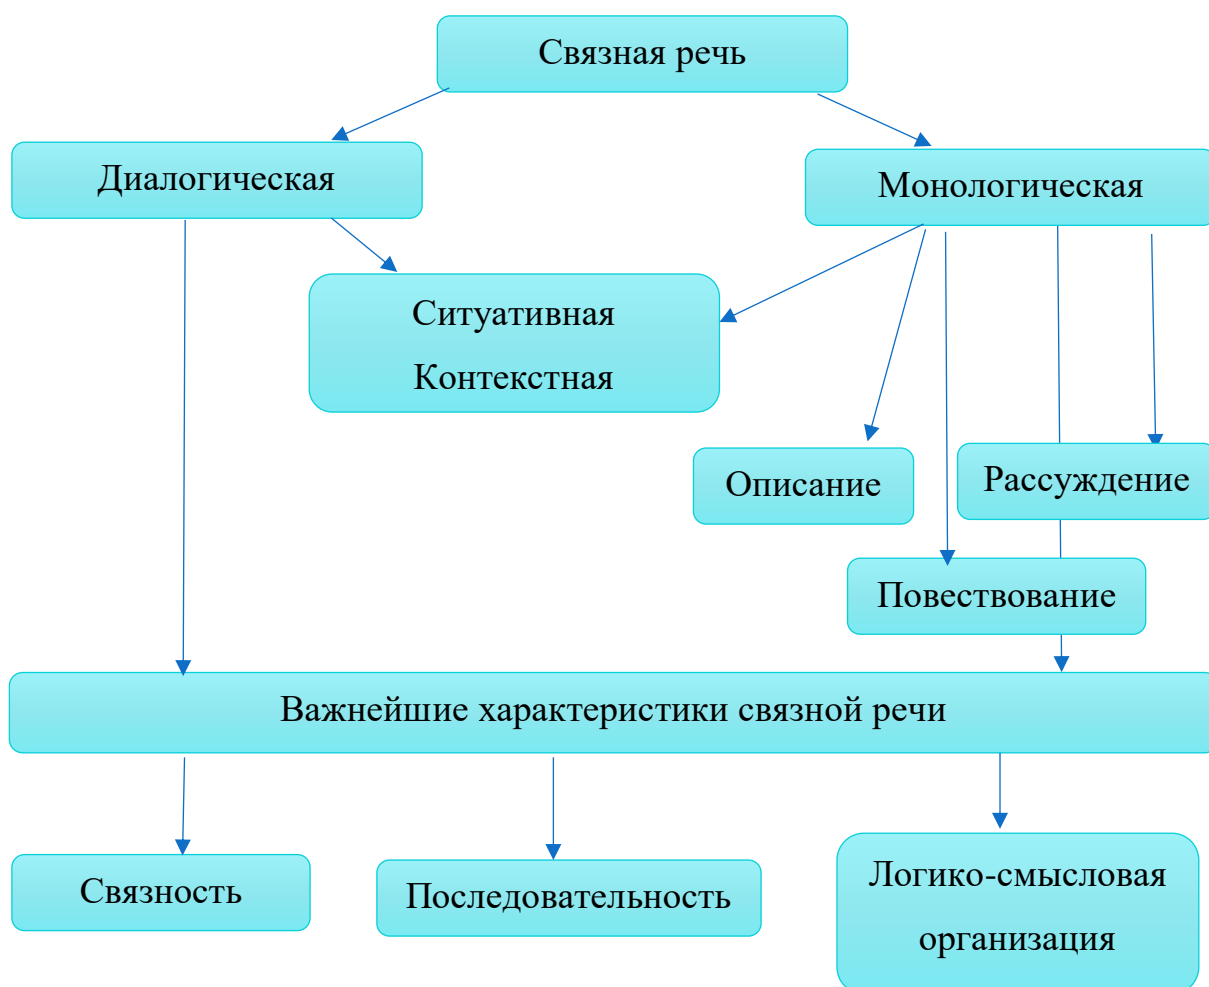 Связная речь
Диалогическая
Монологическая
Ситуативная
Контекстная
Описание
Рассуждение
Повествование
Важнейшие характеристики связной речи
Связность
Последовательность
Логико-смысловая
организация